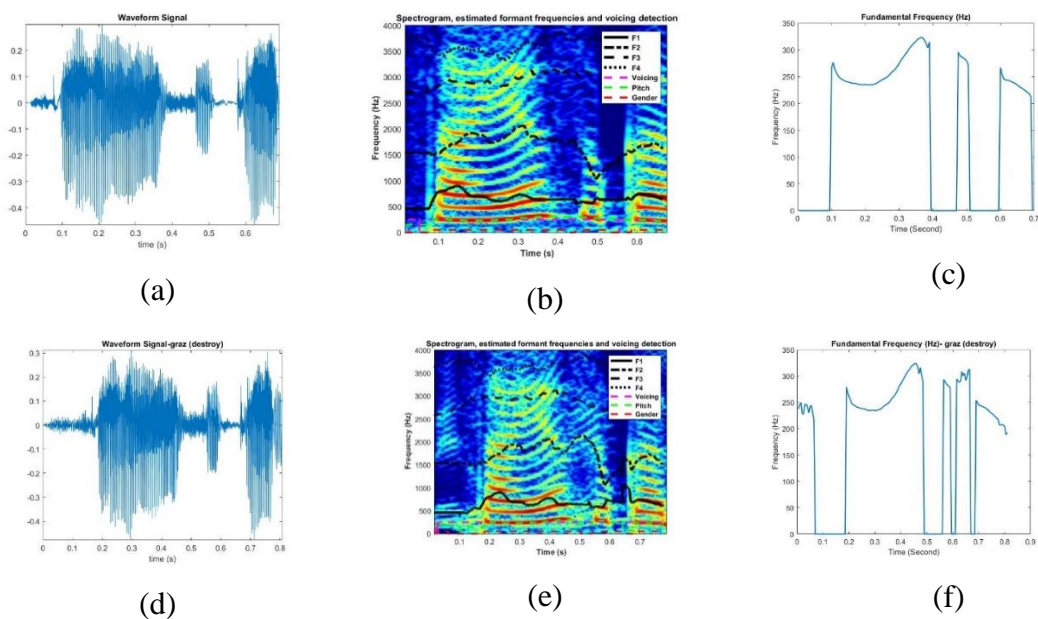 Waveform Signal
0.2
0.1
0
-0.1
-0.2
-0.3
-0.4
0 0.1 0.2 0.3 0.4 0.5 0.6
time (s)
(a)
Spectrogram, estimated formant frequencies and voicing detection
4000
3500
3000
2500
2000
1500
1000
500
0
Frequency (Hz)
F1
F2
F3
F4
Voicing
Pitch
Gender
0.1 0.2 0.3 0.4 0.5 0.6
Time (s)
(b)
Fundamental Frequency (Hz)
350
300
250
200
150
100
50
0
Frequency (Hz)
0 0.1 0.2 0.3 0.4 0.5 0.6 0.7
Time (Second)
(c)
Waveform Signal-graz (destroy)
0.3
0.2
0.1
0
-0.1
-0.2
-0.3
-0.4
0 0.1 0.2 0.3 0.4 0.5 0.6 0.7 0.8
time (s)
(d)
Spectrogram, estimated formant frequencies and voicing detection
4000
3500
3000
2500
2000
1500
1000
500
0
Frequency (Hz)
F1
F2
F3
F4
Voicing
Pitch
Gender
0.1 0.2 0.3 0.4 0.5 0.6 0.7
Time (s)
(e)
Fundamental Frequency (Hz)- graz (destroy)
350
300
250
200
150
100
50
0
Frequency (Hz)
0 0.1 0.2 0.3 0.4 0.5 0.6 0.7 0.8 0.9
Time (Second)
(f)